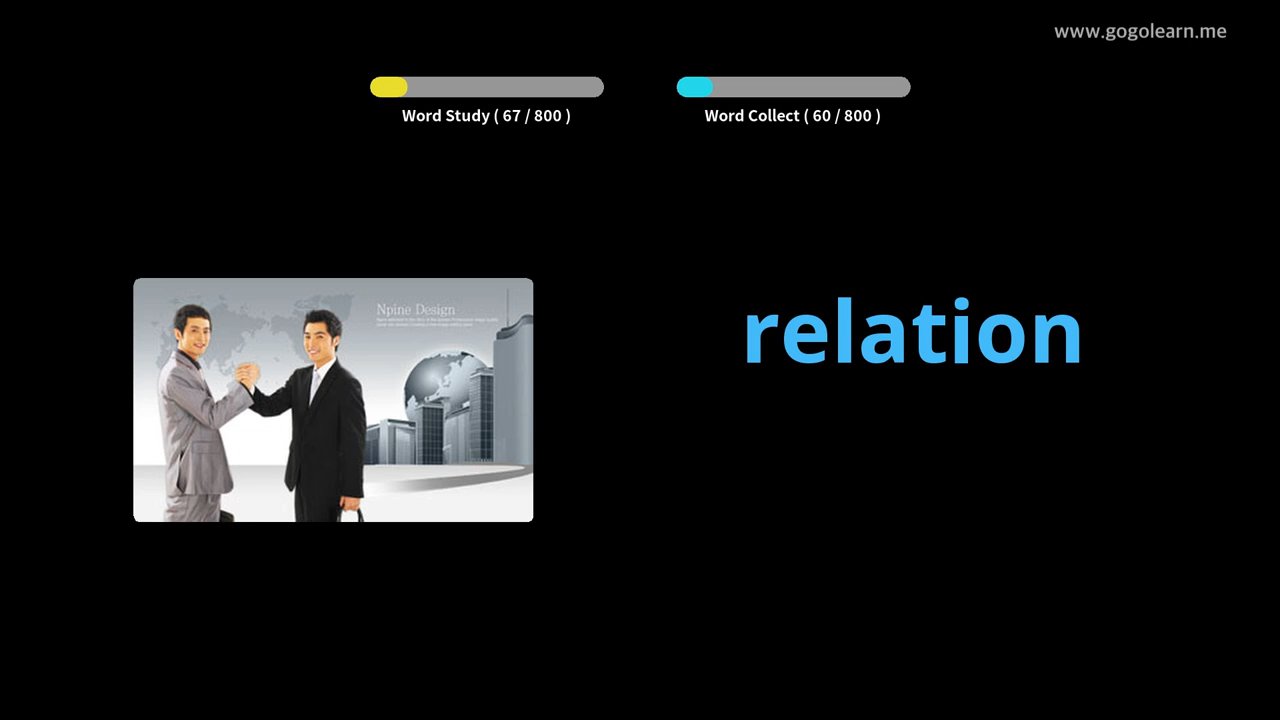 www.gogolearn.me
Word Study ( 67 / 800 )
Word Collect ( 60 / 800 )
Npine Design
relation